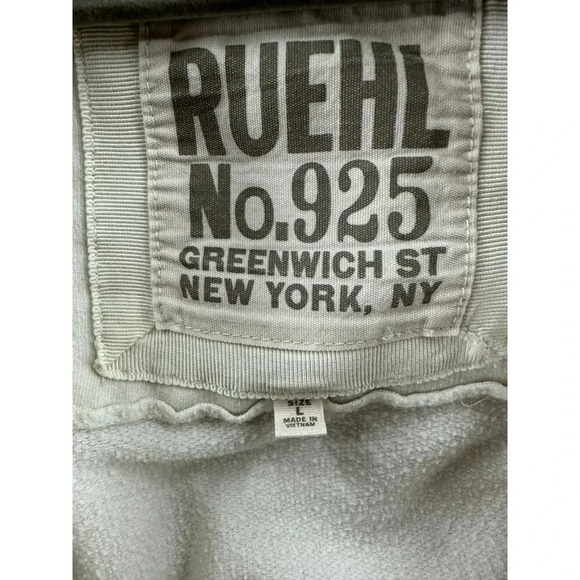 RUEHL
No.925
GREENWICH ST
NEW YORK, NY
SIZE
L
MADE IN
VIETNAM